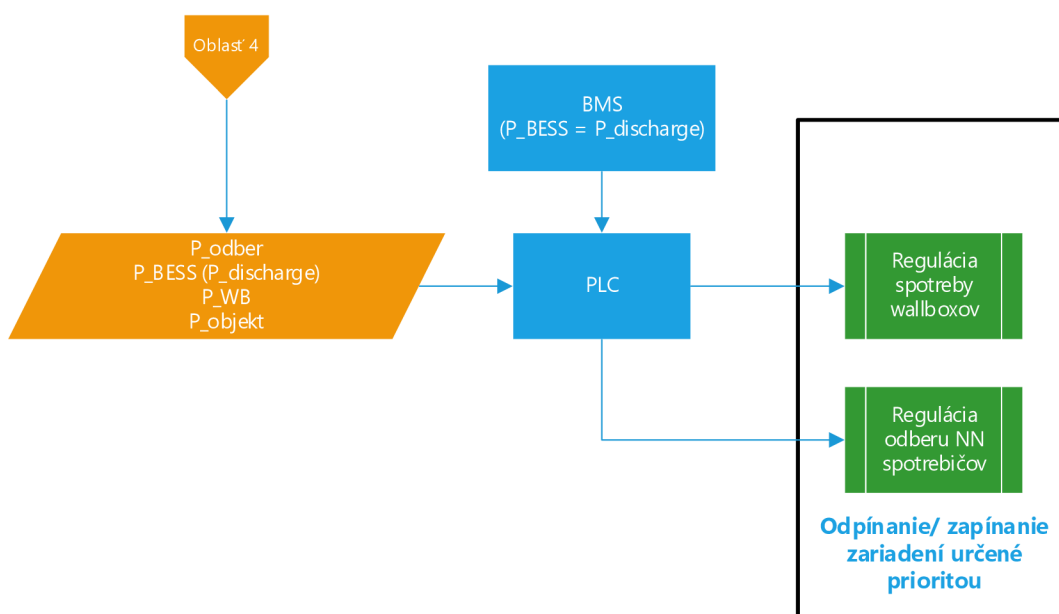 Oblasť 4
BMS
(P_BESS = P_discharge)
P_odber
P_BESS (P_discharge)
P_WB
P_objekt
PLC
Regulácia
spotreby
wallboxov
Regulácia
odberu NN
spotrebičov
Odpínanie/ zapínanie
zariadení určené
prioritou